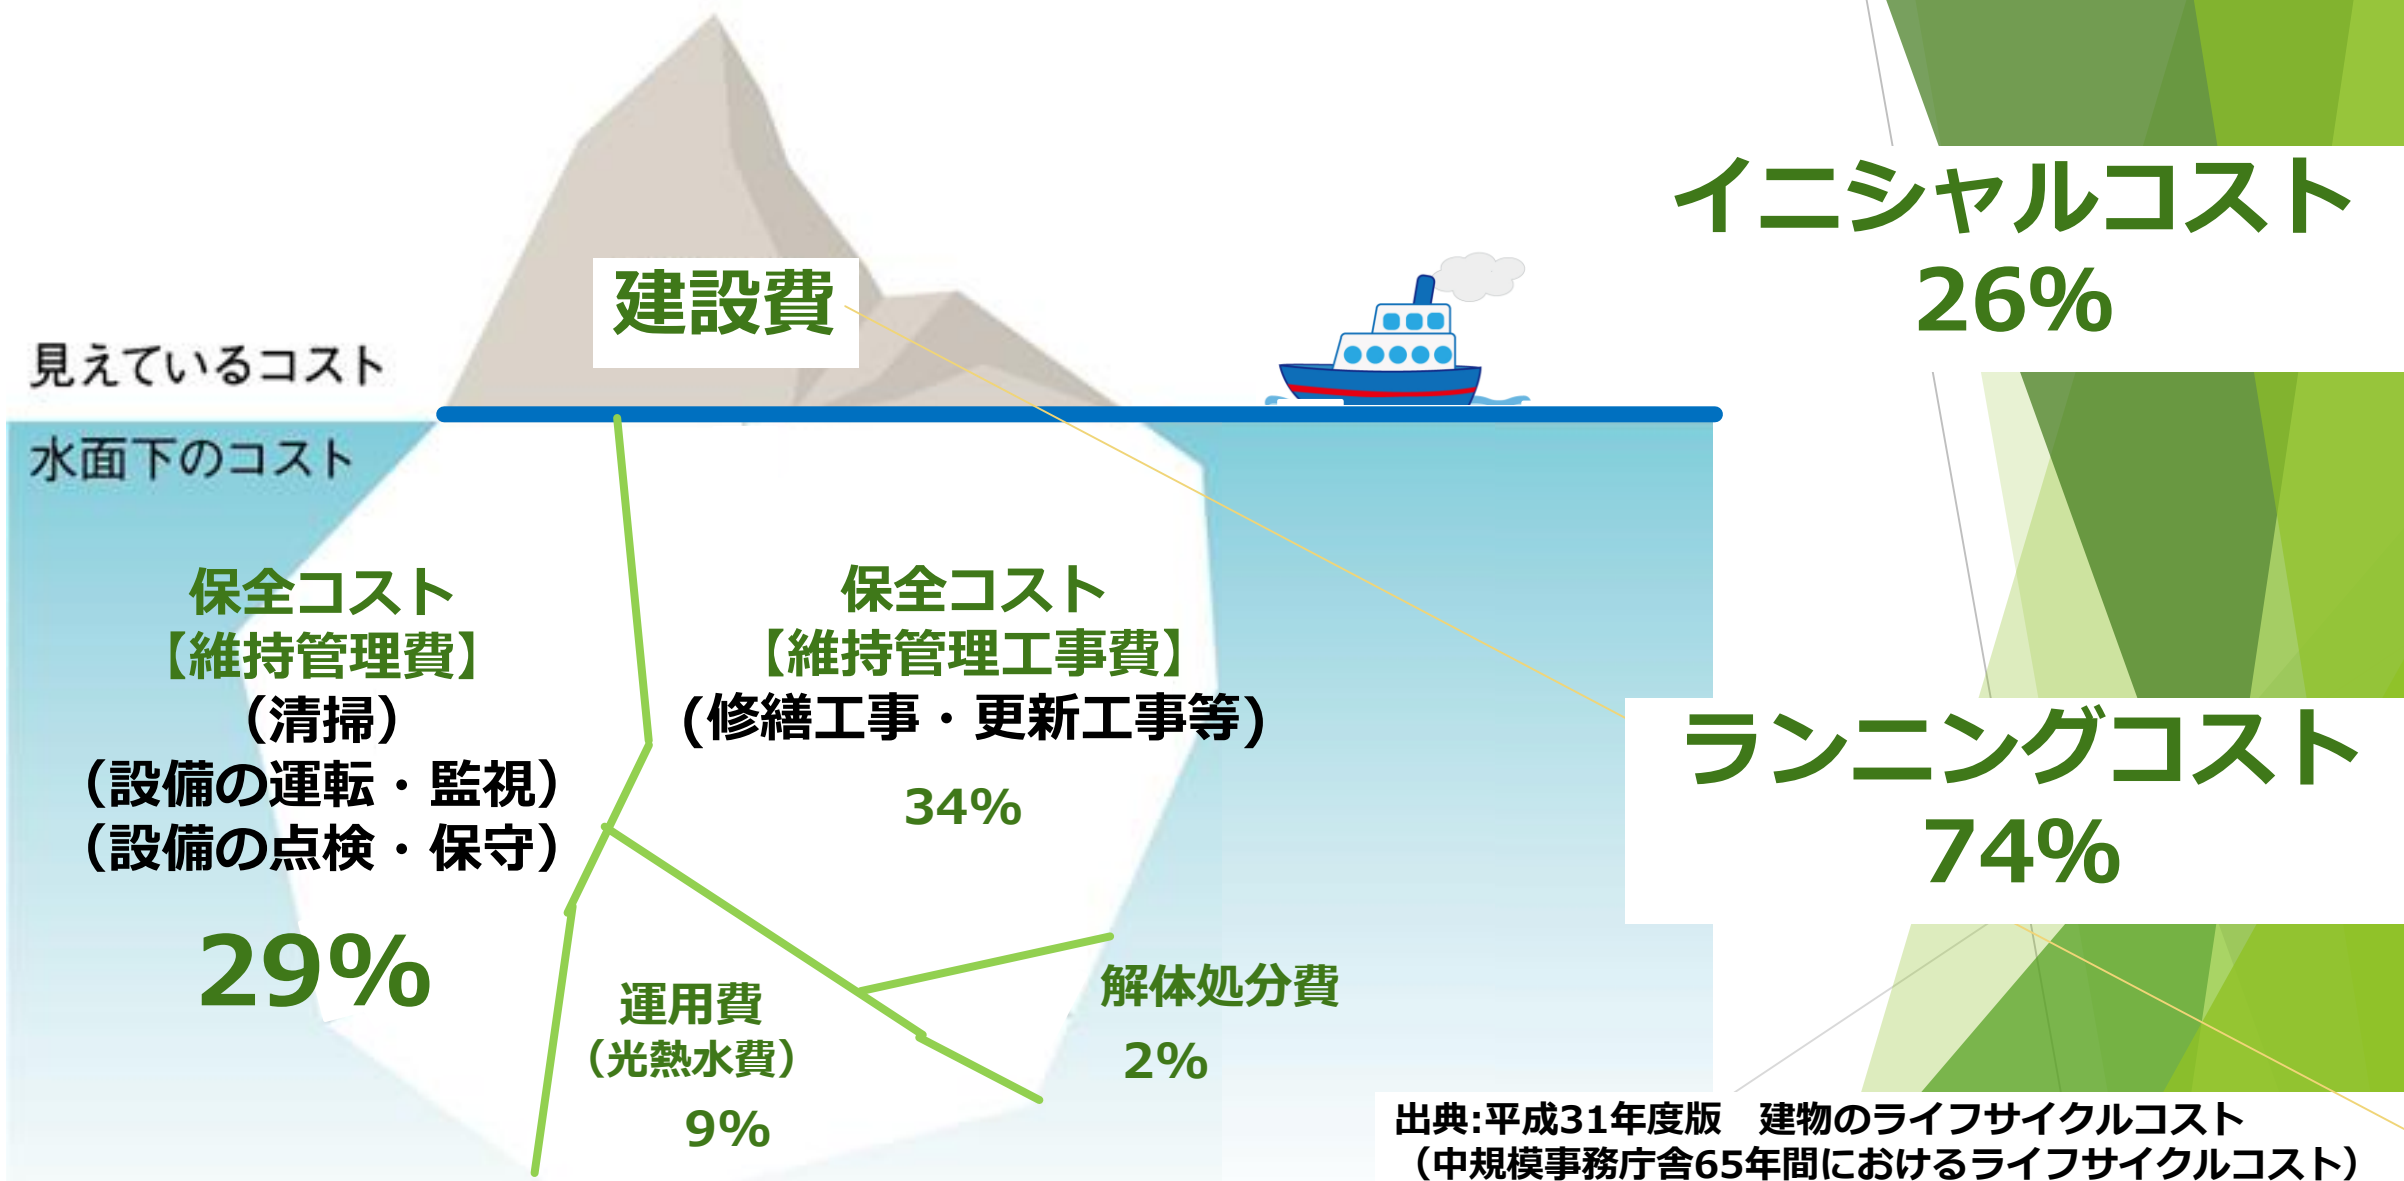 イニシャルコスト
26%
建設費
見えているコスト
水面下のコスト
保全コスト
【維持管理費】
（清掃）
（設備の運転・監視）
（設備の点検・保守）
29%
保全コスト
【維持管理工事費】
(修繕工事・更新工事等)
34%
ランニングコスト
74%
運用費
（光熱水費）
9%
解体処分費
2%
出典:平成31年度版　建物のライフサイクルコスト
（中規模事務庁舎65年間におけるライフサイクルコスト）